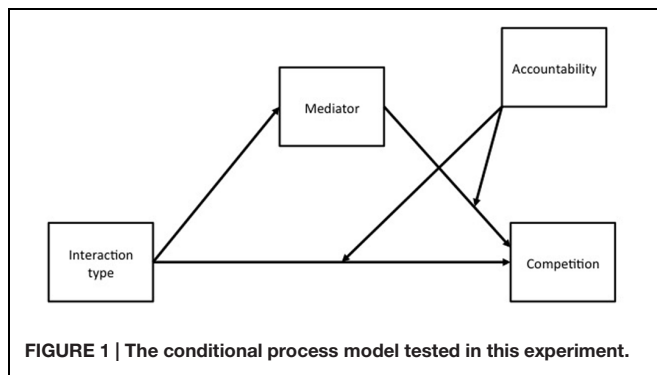 Accountability
Mediator
Interaction
type
Competition
FIGURE 1 | The conditional process model tested in this experiment.